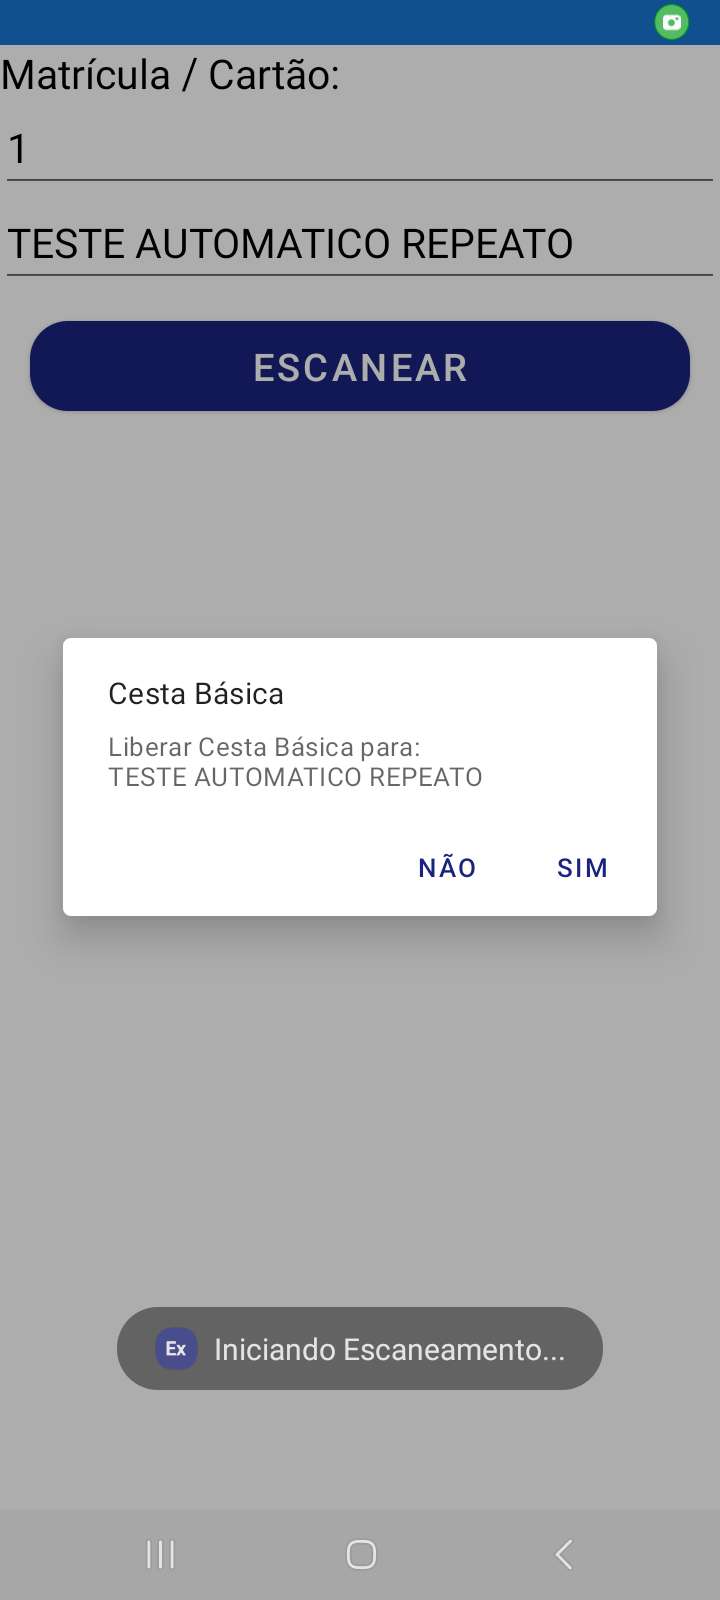 Matrícula / Cartão:
1
TESTE AUTOMATICO REPEATO
ESCANEAR
Cesta Básica
Liberar Cesta Básica para:
TESTE AUTOMATICO REPEATO
NÃO SIM
Ex Iniciando Escaneamento...